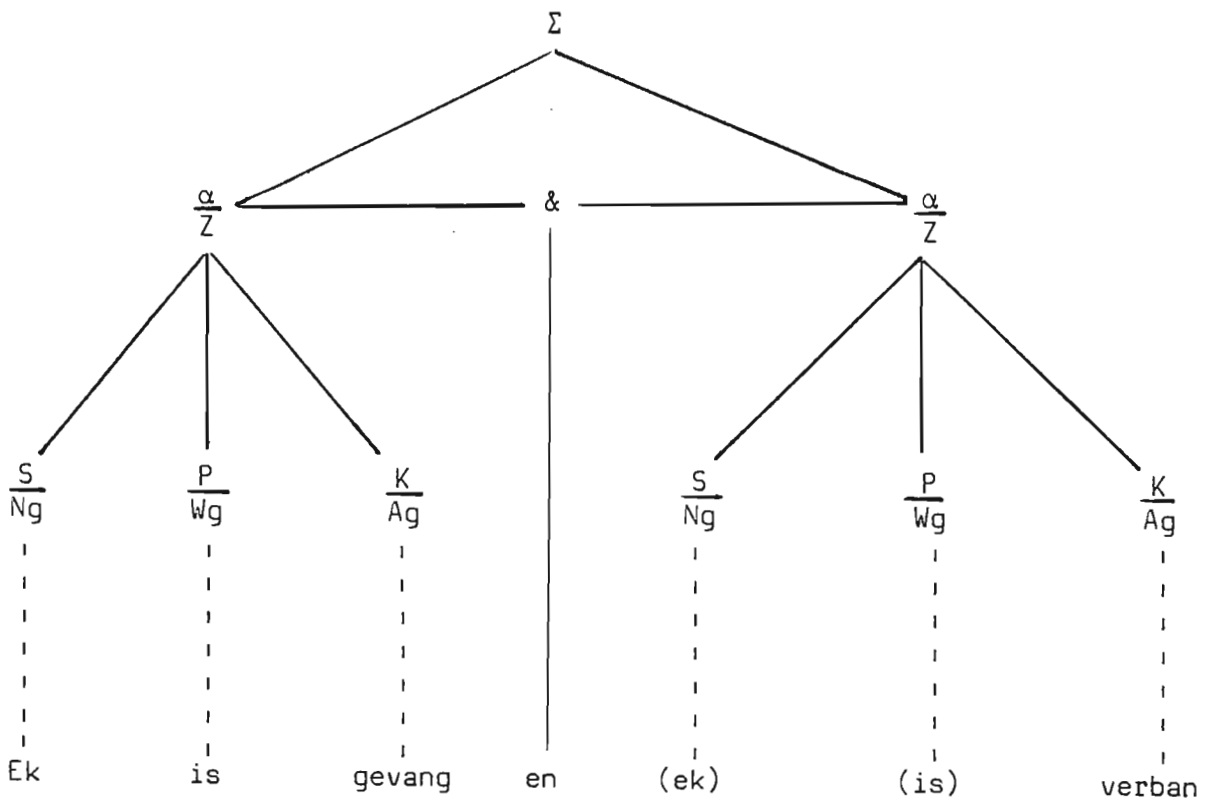 Σ
α & α
Z Z
S P K S P K
Ng Wg Ag Ng Wg Ag
Ek is gevang en (ek) (is) verban